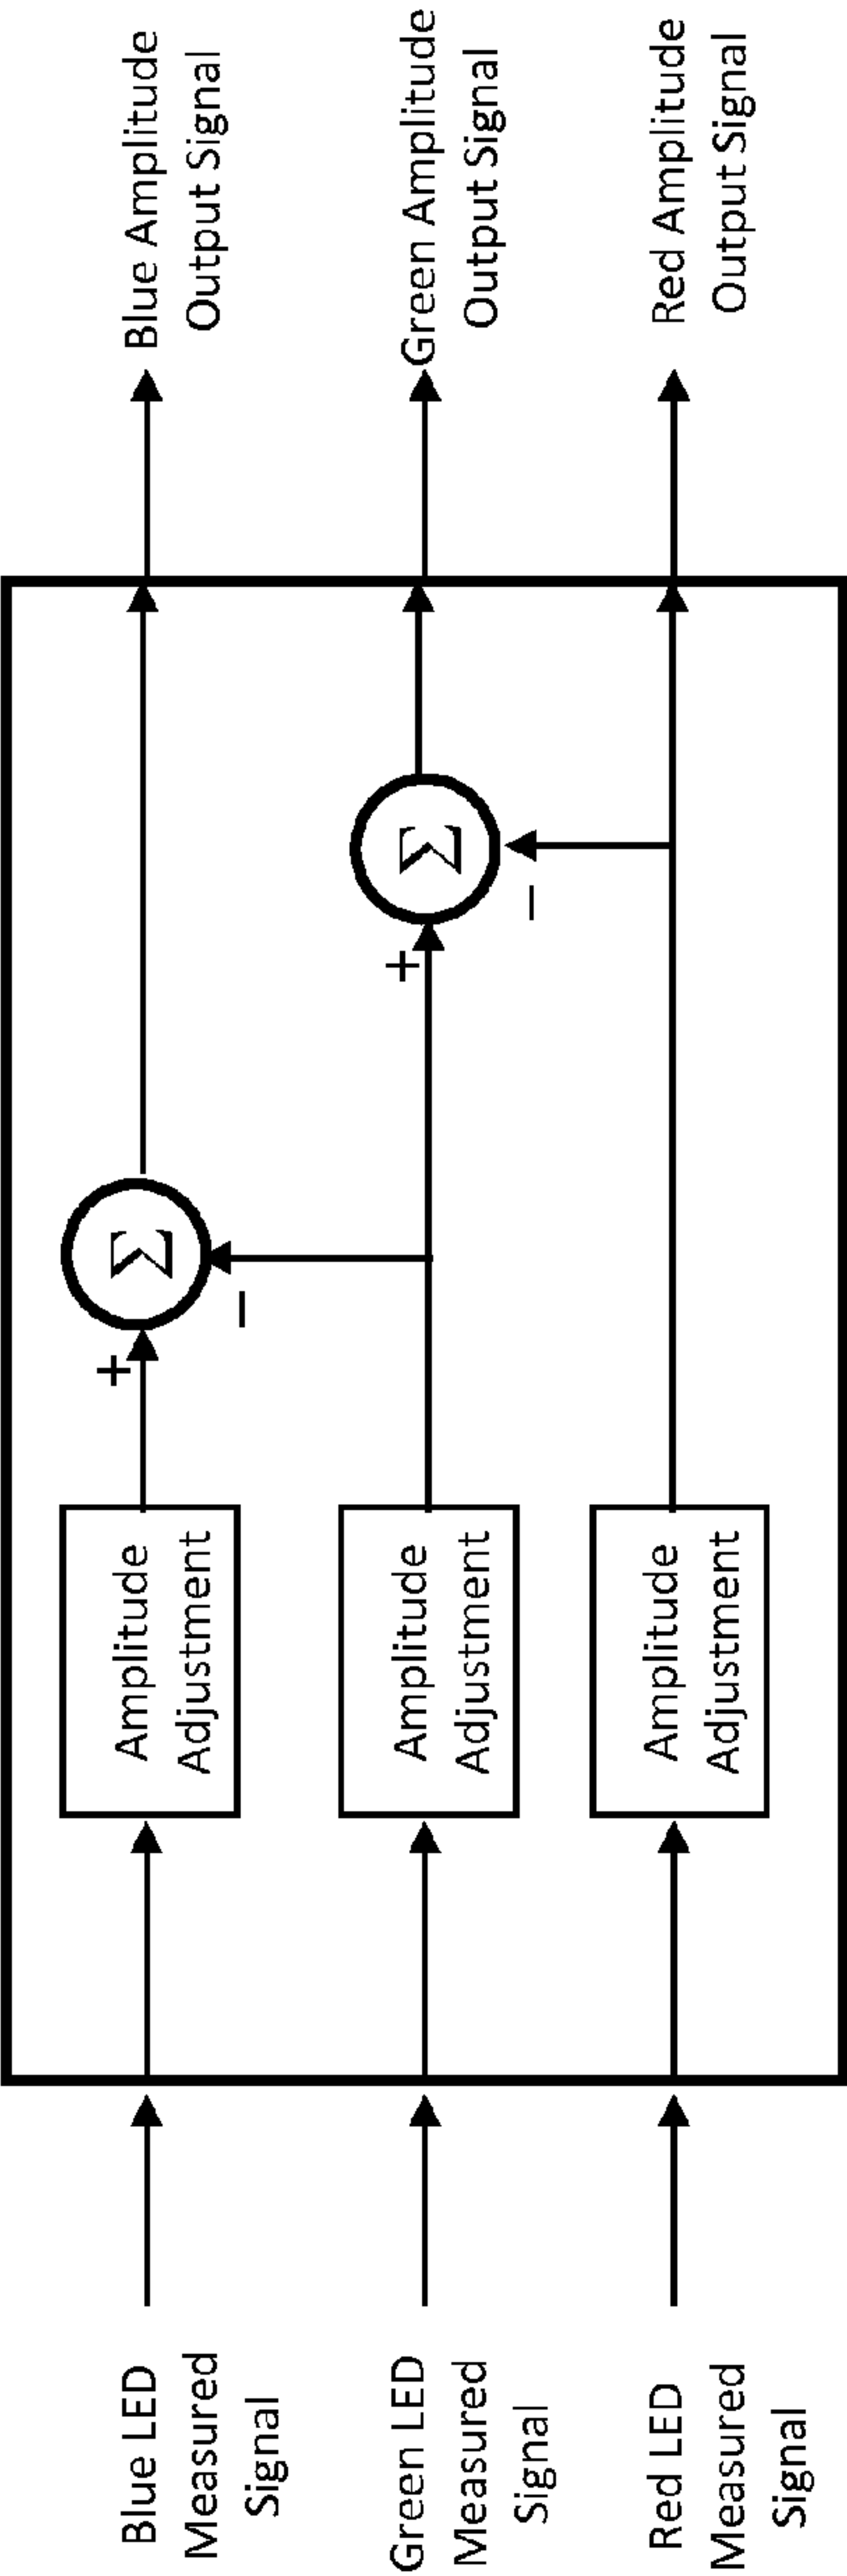 Blue LED
Measured
Signal
Green LED
Measured
Signal
Red LED
Measured
Signal
Amplitude
Adjustment
Amplitude
Adjustment
Amplitude
Adjustment
+
−
Σ
+
−
Σ
Blue Amplitude
Output Signal
Green Amplitude
Output Signal
Red Amplitude
Output Signal